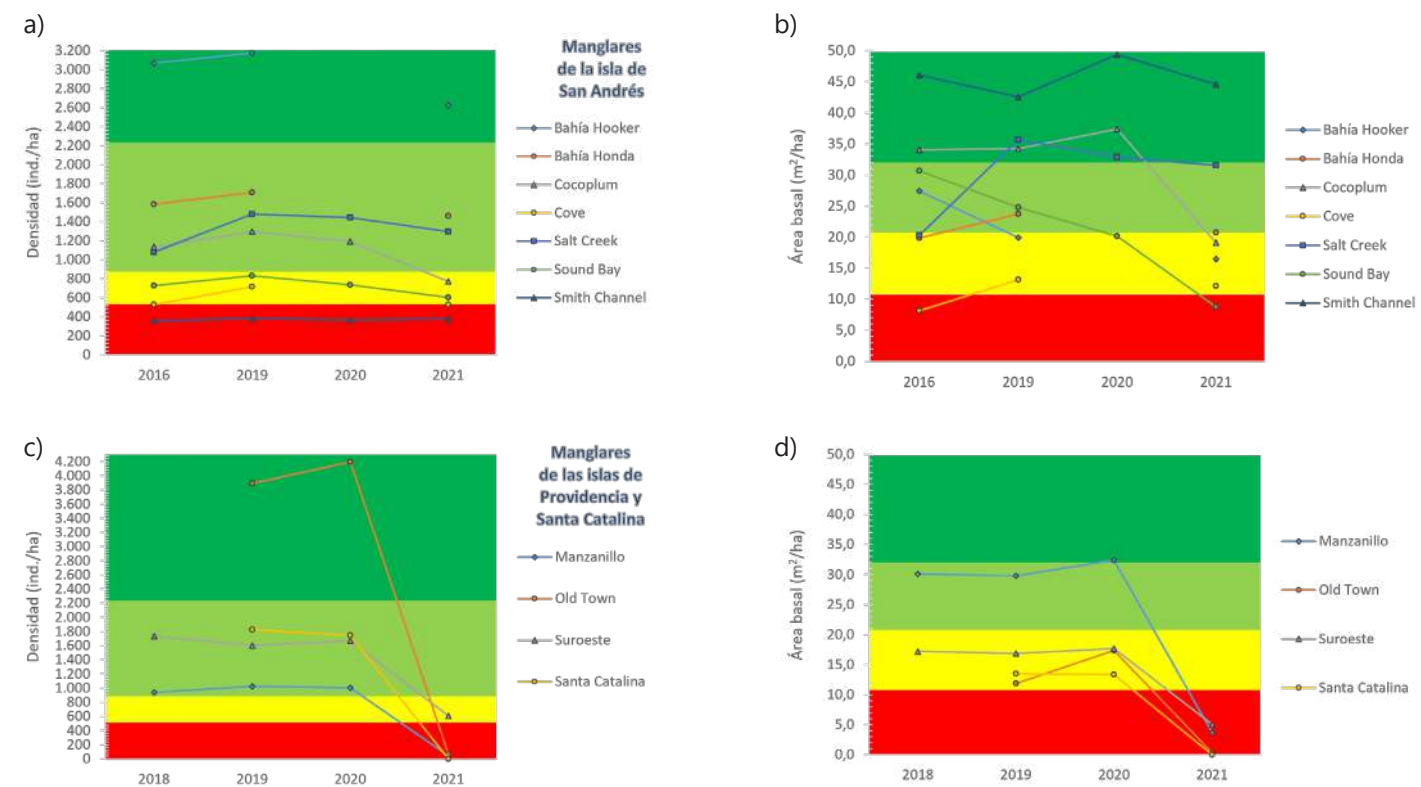 a)
Densidad (ind./ha)
3.200
3.000
2.800
2.600
2.400
2.200
2.000
1.800
1.600
1.400
1.200
1.000
800
600
400
200
0
2016 2019 2020 2021
Manglares
de la isla de
San Andrés
Bahía Hooker
Bahía Honda
Cocoplum
Cove
Salt Creek
Sound Bay
Smith Channel
b)
Área basal (m²/ha)
50,0
45,0
40,0
35,0
30,0
25,0
20,0
15,0
10,0
5,0
0,0
2016 2019 2020 2021
Bahía Hooker
Bahía Honda
Cocoplum
Cove
Salt Creek
Sound Bay
Smith Channel
c)
Densidad (ind./ha)
4.200
4.000
3.800
3.600
3.400
3.200
3.000
2.800
2.600
2.400
2.200
2.000
1.800
1.600
1.400
1.200
1.000
800
600
400
200
0
2018 2019 2020 2021
Manglares
de las islas de
Providencia y
Santa Catalina
Manzanillo
Old Town
Suroeste
Santa Catalina
d)
Área basal (m²/ha)
50,0
45,0
40,0
35,0
30,0
25,0
20,0
15,0
10,0
5,0
0,0
2018 2019 2020 2021
Manzanillo
Old Town
Suroeste
Santa Catalina